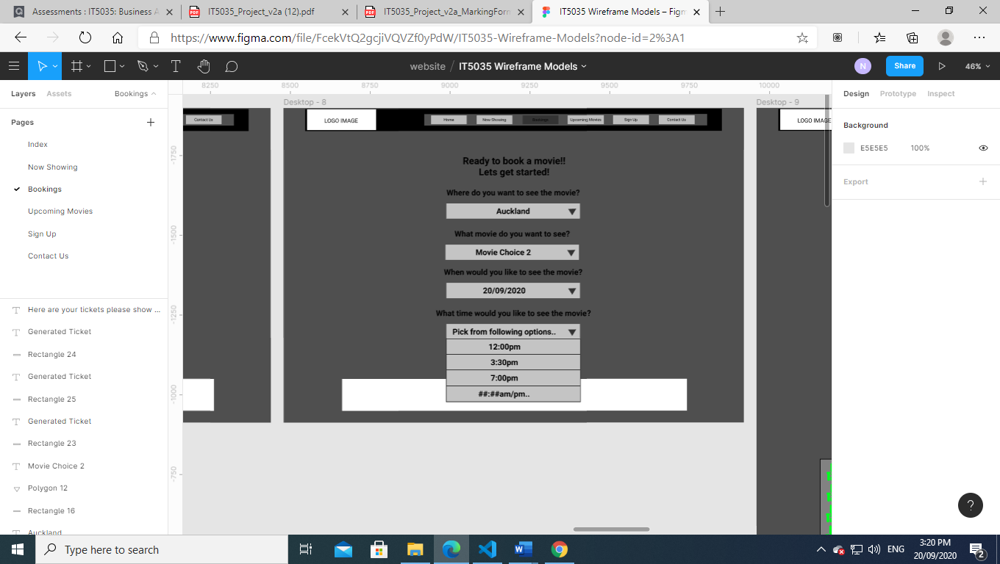 Assessments : IT5035: Business A
IT5035_Project_v2a (12).pdf
IT5035_Project_v2a_MarkingForm
IT5035 Wireframe Models – Figm
https://www.figma.com/file/FcekVtQ2gcjiVQVZf0yPdW/IT5035-Wireframe-Models?node-id=2%3A1
website / IT5035 Wireframe Models
N
Share
46%
Layers
Assets
Bookings
Design
Prototype
Inspect
8250
8500
8750
9000
9250
9500
9750
10000
Pages
Index
Now Showing
Bookings
Upcoming Movies
Sign Up
Contact Us
Here are your tickets please show ...
Generated Ticket
Rectangle 24
Generated Ticket
Rectangle 25
Generated Ticket
Rectangle 23
Movie Choice 2
Polygon 12
Rectangle 16
Auckland
-1750
-1500
-1250
-1000
-750
Contact Us
Desktop - 8
LOGO IMAGE
Home
Now Showing
Bookings
Upcoming Movies
Sign Up
Contact Us
Ready to book a movie!!
Lets get started!
Where do you want to see the movie?
Auckland
What movie do you want to see?
Movie Choice 2
When would you like to see the movie?
20/09/2020
What time would you like to see the movie?
Pick from following options..
12:00pm
3:30pm
7:00pm
##:##am/pm..
Desktop - 9
LOGO IMAGE
Background
E5E5E5
100%
Export
?
Type here to search
ENG
3:20 PM
20/09/2020
2